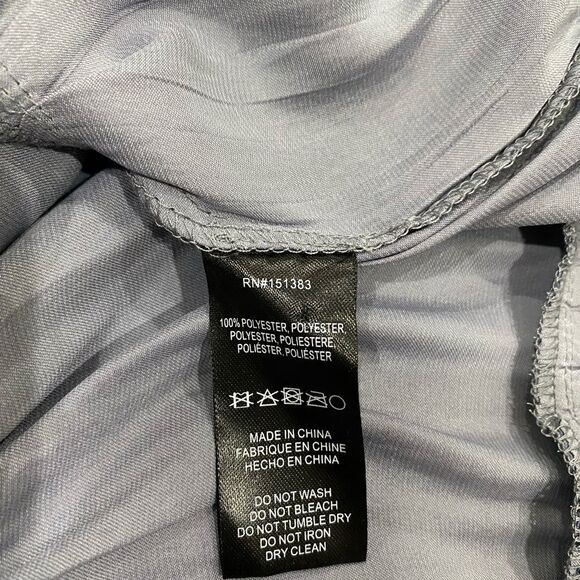 RN#151383
100% POLYESTER, POLYESTER,
POLYESTER, POLIESTERE,
POLIÉSTER, POLIÉSTER
MADE IN CHINA
FABRIQUE EN CHINE
HECHO EN CHINA
DO NOT WASH
DO NOT BLEACH
DO NOT TUMBLE DRY
DO NOT IRON
DRY CLEAN